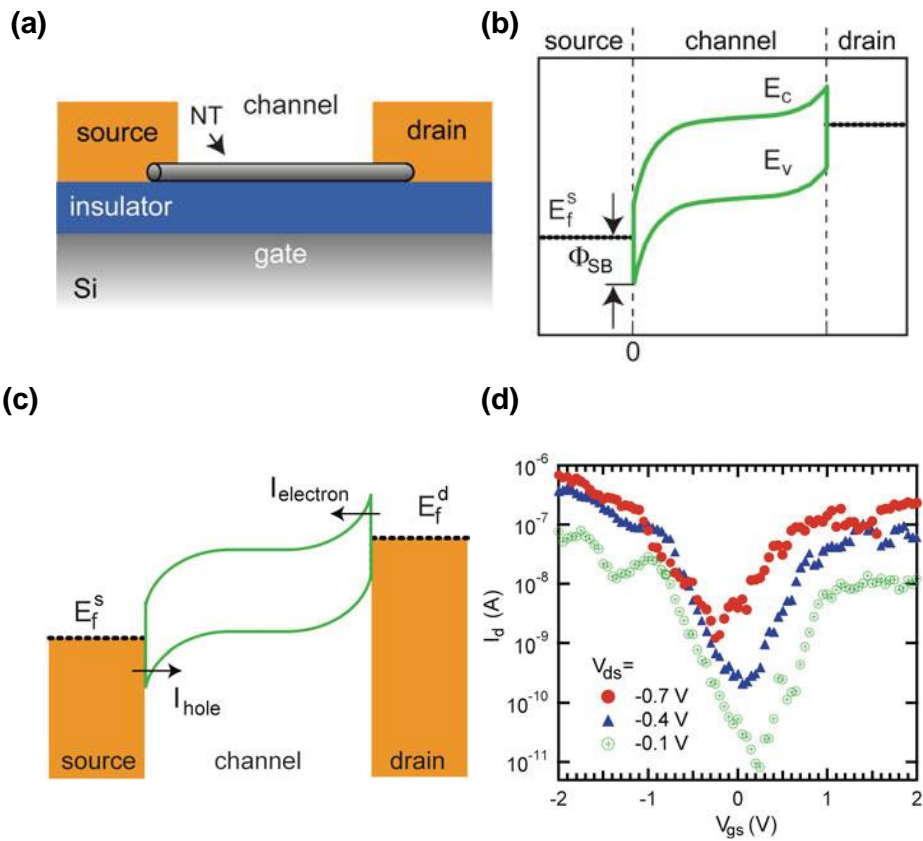 (a)
channel
NT
source
drain
insulator
gate
Si
(b)
source channel drain
E_c
E_v
E_f^s
Φ_SB
0
(c)
I_electron
E_f^d
E_f^s
I_hole
source channel drain
(d)
I_d (A)
10^-6
10^-7
10^-8
10^-9
10^-10
10^-11
V_ds=
-0.7 V
-0.4 V
-0.1 V
-2 -1 0 1 2
V_gs (V)